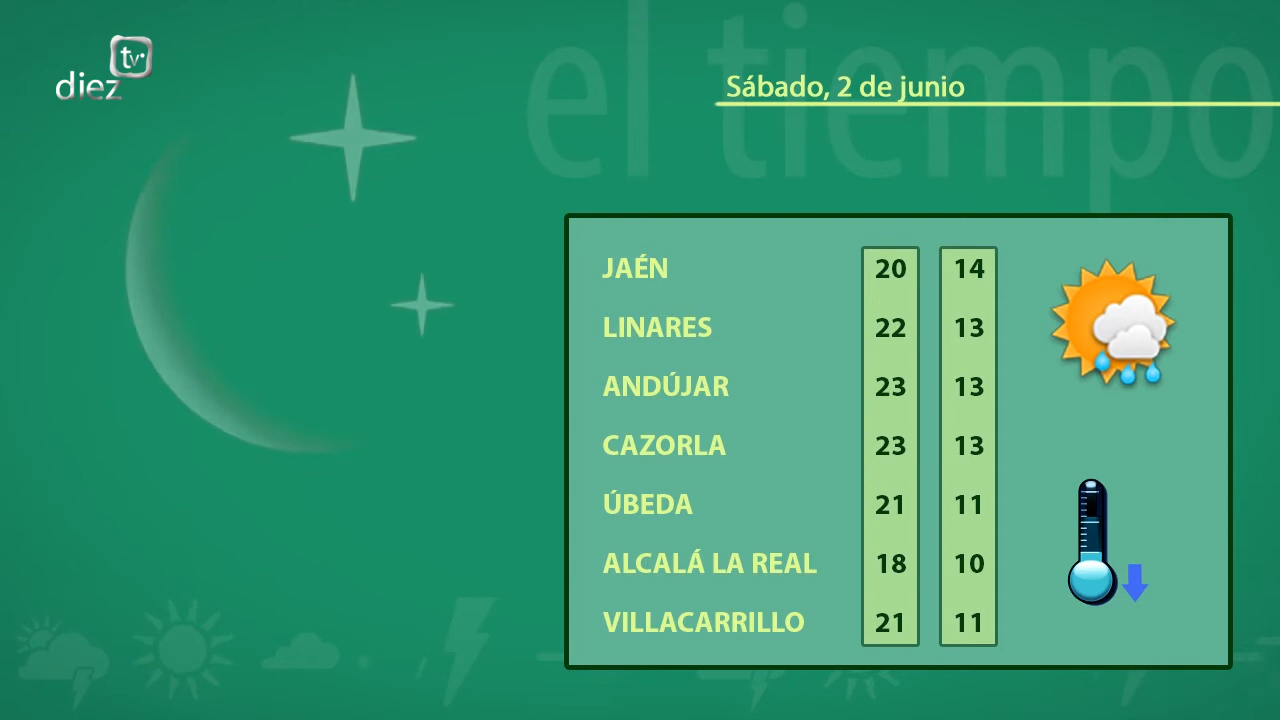 diez tv
el tiempo
Sábado, 2 de junio
JAÉN 20 14
LINARES 22 13
ANDÚJAR 23 13
CAZORLA 23 13
ÚBEDA 21 11
ALCALÁ LA REAL 18 10
VILLACARRILLO 21 11